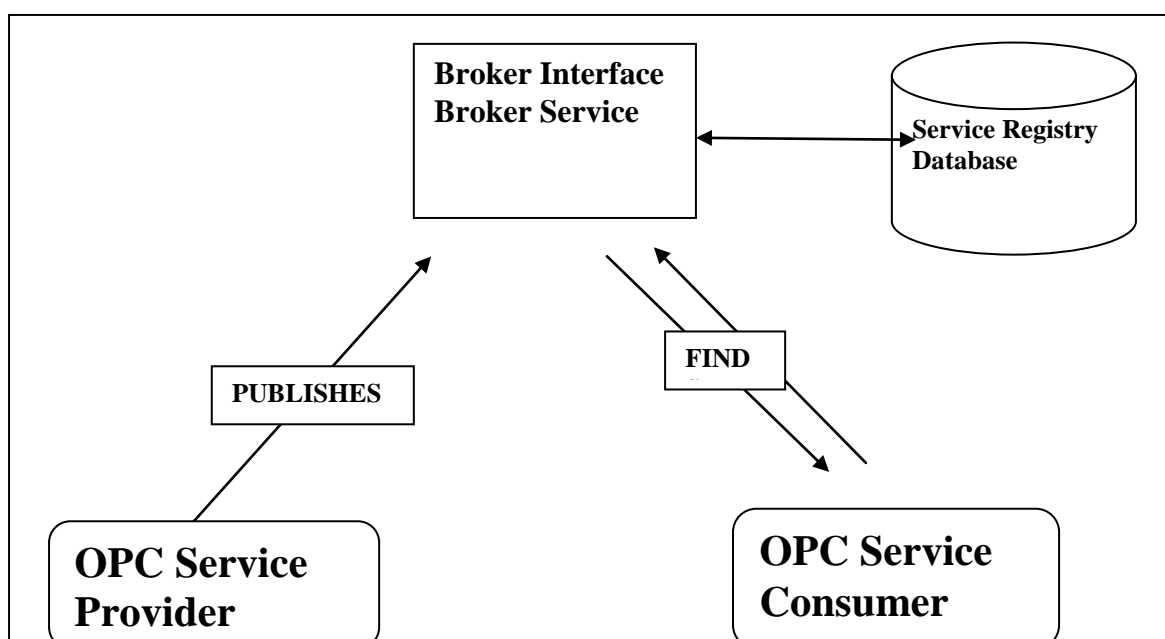 Broker Interface
Broker Service
Service Registry
Database
PUBLISHES
FIND
OPC Service
Provider
OPC Service
Consumer